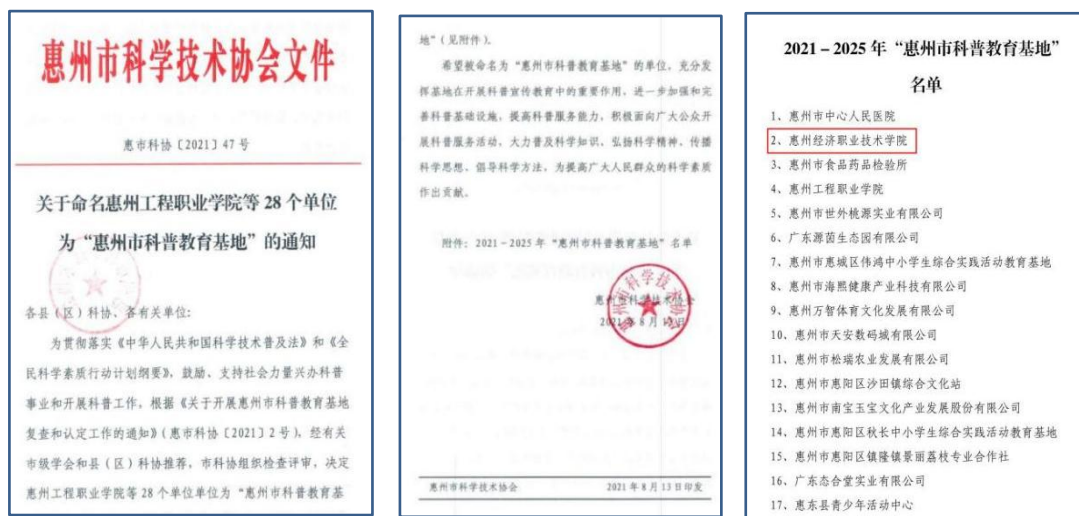 惠州市科学技术协会文件
惠市科协〔2021〕47号
关于命名惠州工程职业学院等28个单位
为“惠州市科普教育基地”的通知
各县（区）科协、各有关单位：
为贯彻落实《中华人民共和国科学技术普及法》和《全
民科学素质行动计划纲要》，鼓励、支持社会力量兴办科普
事业和开展科普工作，根据《关于开展惠州市科普教育基地
复查和认定工作的通知》（惠市科协〔2021〕2号），经有关
市级学会和县（区）科协推荐，市科协组织检查评审，决定
惠州工程职业学院等28个单位单位为“惠州市科普教育基
地”（见附件）。
希望被命名为“惠州市科普教育基地”的单位，充分发
挥基地在开展科普宣传教育中的重要作用，进一步加强和完
善科普基础设施，提高科普服务能力，积极面向广大公众开
展科普服务活动，大力普及科学知识、弘扬科学精神、传播
科学思想、倡导科学方法，为提高广大人民群众的科学素质
作出贡献。
附件：2021-2025年“惠州市科普教育基地”名单
惠州市科学技术协会
2021年8月13日
惠州市科学技术协会
惠州市科学技术协会 2021年8月13日印发
2021－2025年“惠州市科普教育基地”
名单
1、惠州市中心人民医院
2、惠州经济职业技术学院
3、惠州市食品药品检验所
4、惠州工程职业学院
5、惠州市世外桃源实业有限公司
6、广东源茵生态园有限公司
7、惠州市惠城区伟鸿中小学生综合实践活动教育基地
8、惠州市海熙健康产业科技有限公司
9、惠州万智体育文化发展有限公司
10、惠州市天安数码城有限公司
11、惠州市松瑞农业发展有限公司
12、惠州市惠阳区沙田镇综合文化站
13、惠州市南宝玉宝文化产业发展股份有限公司
14、惠州市惠阳区秋长中小学生综合实践活动教育基地
15、惠州市惠阳区镇隆镇景丽荔枝专业合作社
16、广东态合堂实业有限公司
17、惠东县青少年活动中心